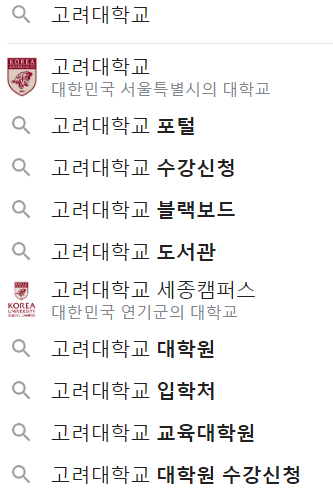 고려대학교
KOREA
고려대학교
대한민국 서울특별시의 대학교
고려대학교 포털
고려대학교 수강신청
고려대학교 블랙보드
고려대학교 도서관
고려대학교 세종캠퍼스
KOREA
UNIVERSITY
대한민국 연기군의 대학교
고려대학교 대학원
고려대학교 입학처
고려대학교 교육대학원
고려대학교 대학원 수강신청